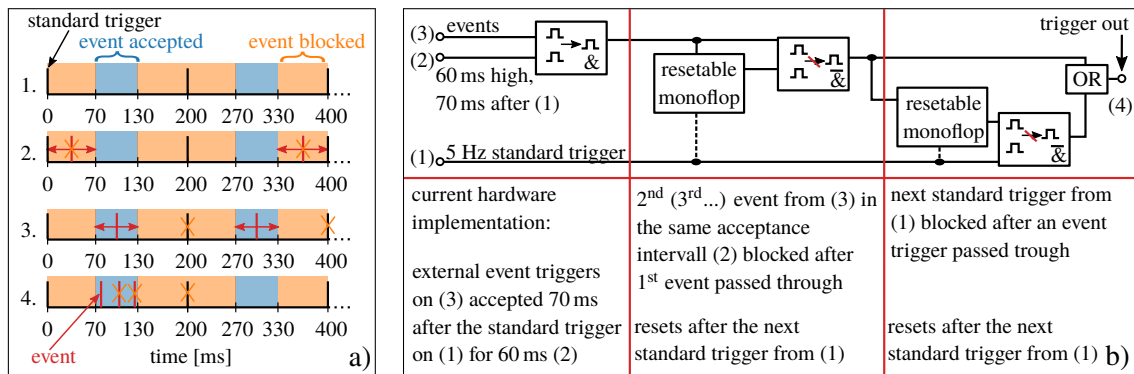 standard trigger
event accepted event blocked
1.
0 70 130 200 270 330 400
2.
0 70 130 200 270 330 400
3.
0 70 130 200 270 330 400
4.
0 70 130 200 270 330 400
event time [ms] a)
(3) events
(2)
60 ms high,
70 ms after (1)
&
resetable
monoflop
&
resetable
monoflop
&
OR
trigger out
(4)
(1) 5 Hz standard trigger
current hardware
implementation:
external event triggers
on (3) accepted 70 ms
after the standard trigger
on (1) for 60 ms (2)
2nd (3rd...) event from (3) in
the same acceptance
intervall (2) blocked after
1st event passed through
resets after the next
standard trigger from (1)
next standard trigger from
(1) blocked after an event
trigger passed trough
resets after the next
standard trigger from (1)
b)